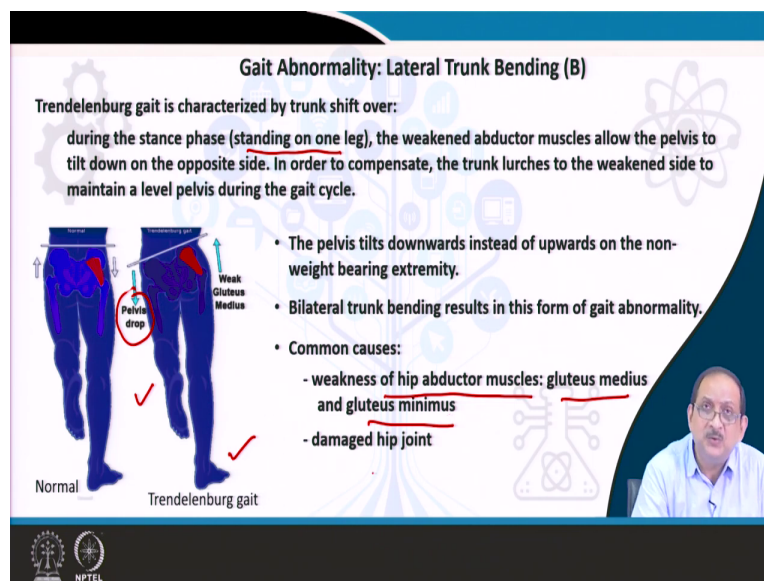 Gait Abnormality: Lateral Trunk Bending (B)
Trendelenburg gait is characterized by trunk shift over:
during the stance phase (standing on one leg), the weakened abductor muscles allow the pelvis to
tilt down on the opposite side. In order to compensate, the trunk lurches to the weakened side to
maintain a level pelvis during the gait cycle.
Normal
Trendelenburg gait
Weak
Gluteus
Medius
Pelvis
drop
Normal
Trendelenburg gait
• The pelvis tilts downwards instead of upwards on the non-
weight bearing extremity.
• Bilateral trunk bending results in this form of gait abnormality.
• Common causes:
- weakness of hip abductor muscles: gluteus medius
and gluteus minimus
- damaged hip joint
NPTEL